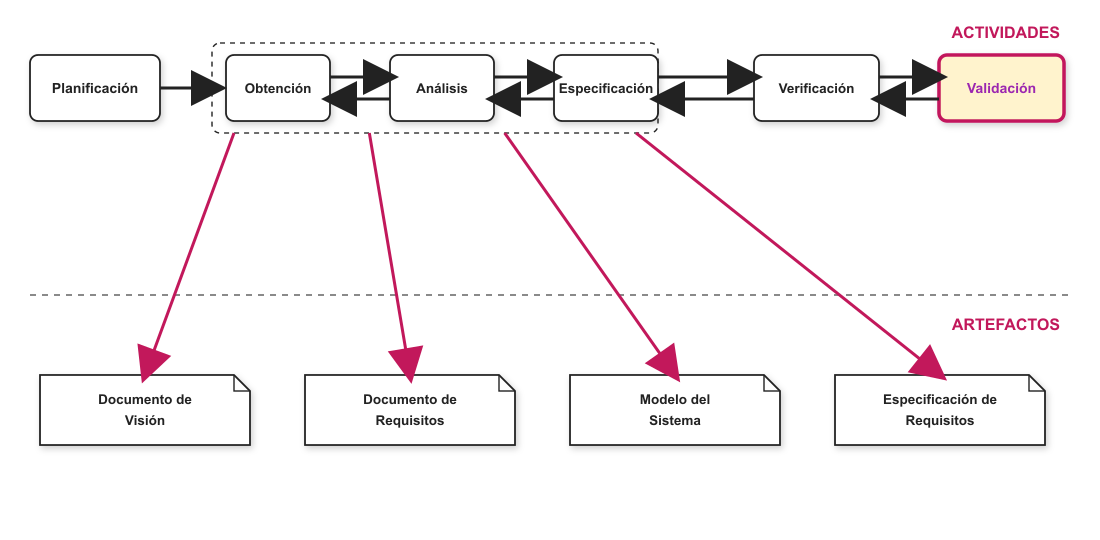 ACTIVIDADES
Planificación
Obtención
Análisis
Especificación
Verificación
Validación
ARTEFACTOS
Documento de
Visión
Documento de
Requisitos
Modelo del
Sistema
Especificación de
Requisitos